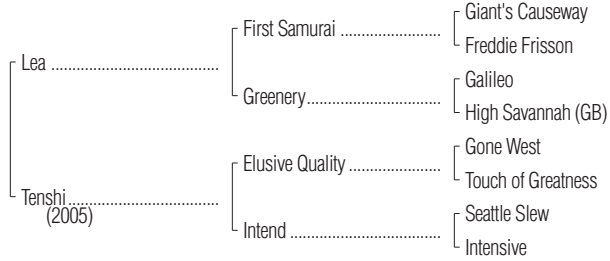 Giant's Causeway
First Samurai ....................
Freddie Frisson
Lea ..................................
Galileo
Greenery...........................
High Savannah (GB)
Gone West
Elusive Quality ..................
Touch of Greatness
Tenshi...............................
(2005)
Seattle Slew
Intend ...............................
Intensive